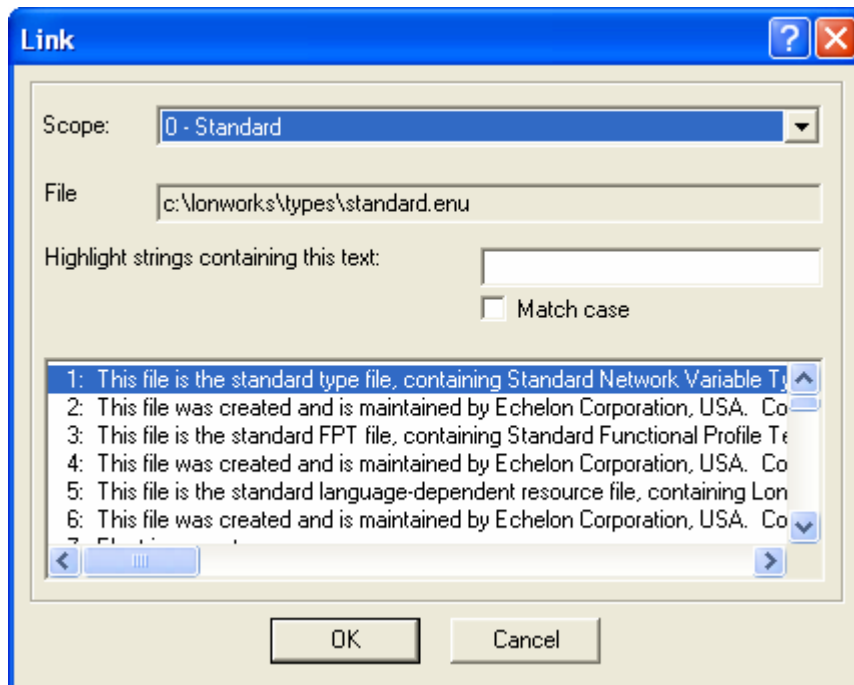 Link
Scope:
0 - Standard
File
c:\lonworks\types\standard.enu
Highlight strings containing this text:
Match case
1: This file is the standard type file, containing Standard Network Variable Ty
2: This file was created and is maintained by Echelon Corporation, USA. Co
3: This file is the standard FPT file, containing Standard Functional Profile Te
4: This file was created and is maintained by Echelon Corporation, USA. Co
5: This file is the standard language-dependent resource file, containing Lon
6: This file was created and is maintained by Echelon Corporation, USA. Co
OK
Cancel